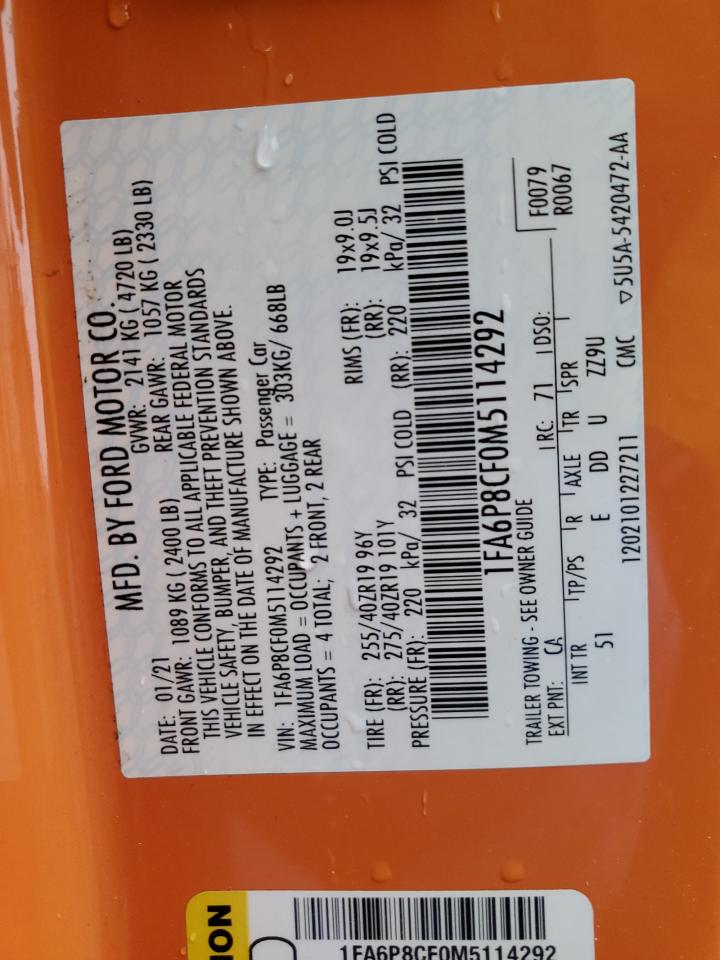 MFD. BY FORD MOTOR CO.
DATE: 01/21 GVWR: 2141 KG ( 4720 LB)
FRONT GAWR: 1089 KG ( 2400 LB) REAR GAWR: 1057 KG ( 2330 LB)
THIS VEHICLE CONFORMS TO ALL APPLICABLE FEDERAL MOTOR
VEHICLE SAFETY, BUMPER, AND THEFT PREVENTION STANDARDS
IN EFFECT ON THE DATE OF MANUFACTURE SHOWN ABOVE.
VIN: 1FA6P8CF0M5114292 TYPE: Passenger Car
MAXIMUM LOAD = OCCUPANTS + LUGGAGE = 303KG/ 668LB
OCCUPANTS = 4 TOTAL; 2 FRONT, 2 REAR
TIRE (FR): 255/40ZR19 96Y RIMS (FR): 19x9.0J
(RR): 275/40ZR19 101Y (RR): 19x9.5J
PRESSURE (FR): 220 kPa/ 32 PSI COLD (RR): 220 kPa/ 32 PSI COLD
1FA6P8CF0M5114292
TRAILER TOWING - SEE OWNER GUIDE F0079
EXT PNT: CA RC: 71 DSO: R0067
INT TR TP/PS R AXLE TR SPR
51 E DD U ZZ9U
1202101227211 CMC ▽5U5A-5420472-AA
ION
1FA6P8CF0M5114292